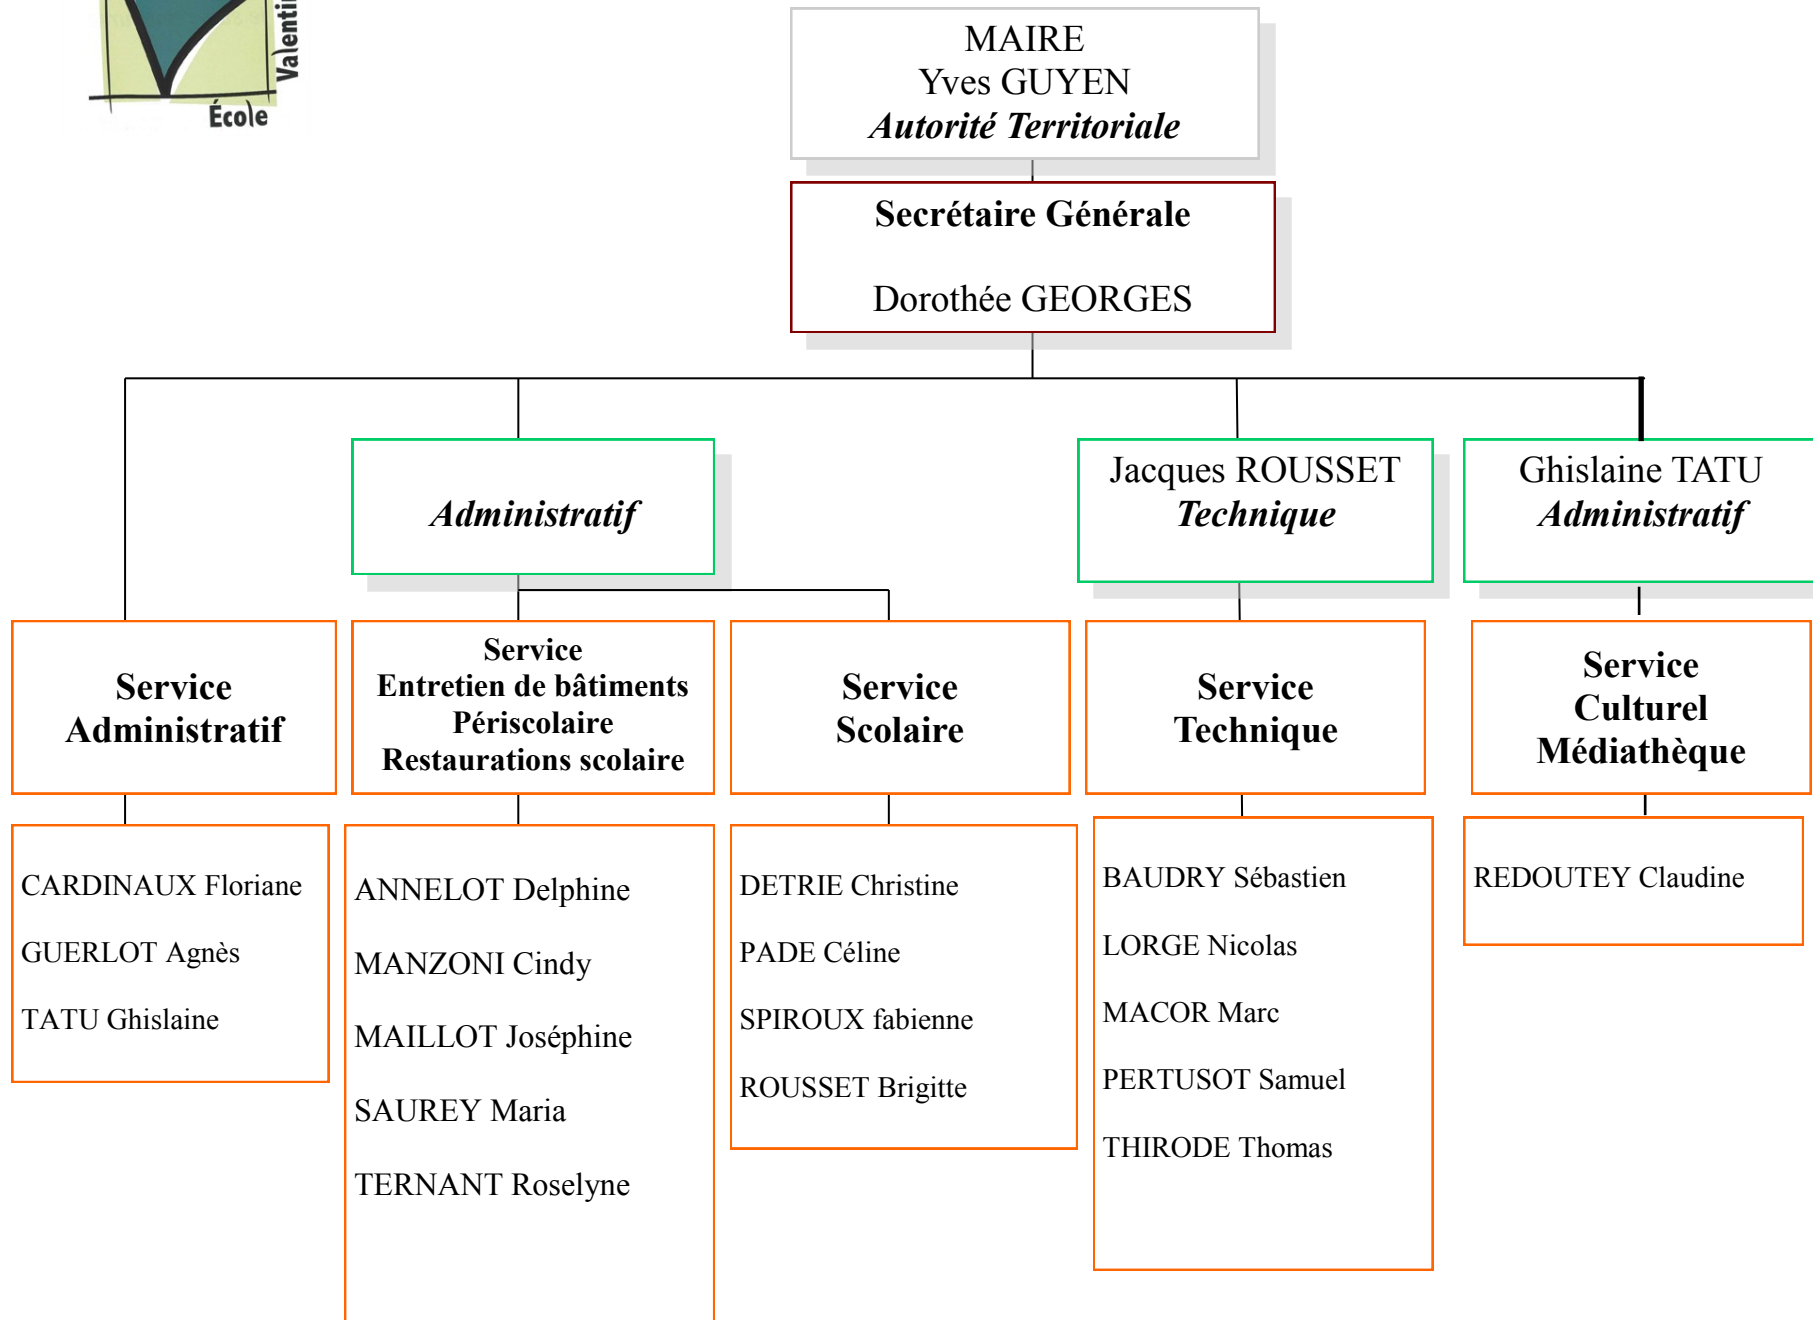 École
MAIRE
Yves GUYEN
Autorité Territoriale
Secrétaire Générale
Dorothée GEORGES
Administratif
Jacques ROUSSET
Technique
Ghislaine TATU
Administratif
Service
Administratif
Service
Entretien de bâtiments
Périscolaire
Restaurations scolaire
Service
Scolaire
Service
Technique
Service
Culturel
Médiathèque
CARDINAUX Floriane
GUERLOT Agnès
TATU Ghislaine
ANNELOT Delphine
MANZONI Cindy
MAILLOT Joséphine
SAUREY Maria
TERNANT Roselyne
DETRIE Christine
PADE Céline
SPIROUX fabienne
ROUSSET Brigitte
BAUDRY Sébastien
LORGE Nicolas
MACOR Marc
PERTUSOT Samuel
THIRODE Thomas
REDOUTEY Claudine